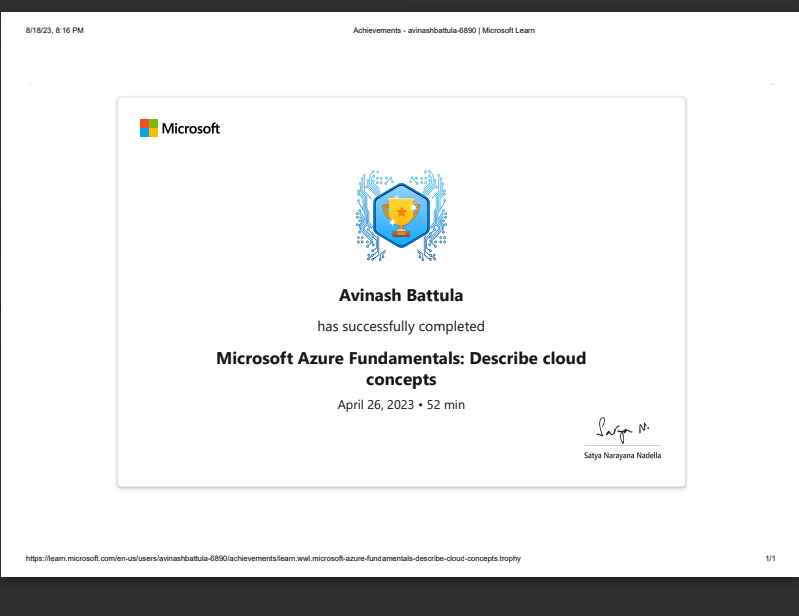 8/18/23, 8:16 PM Achievements - avinashbattula-6890 | Microsoft Learn
Microsoft
Avinash Battula
has successfully completed
Microsoft Azure Fundamentals: Describe cloud
concepts
April 26, 2023 • 52 min
Satya N.
Satya Narayana Nadella
https://learn.microsoft.com/en-us/users/avinashbattula-6890/achievements/learn.wwl.microsoft-azure-fundamentals-describe-cloud-concepts.trophy 1/1